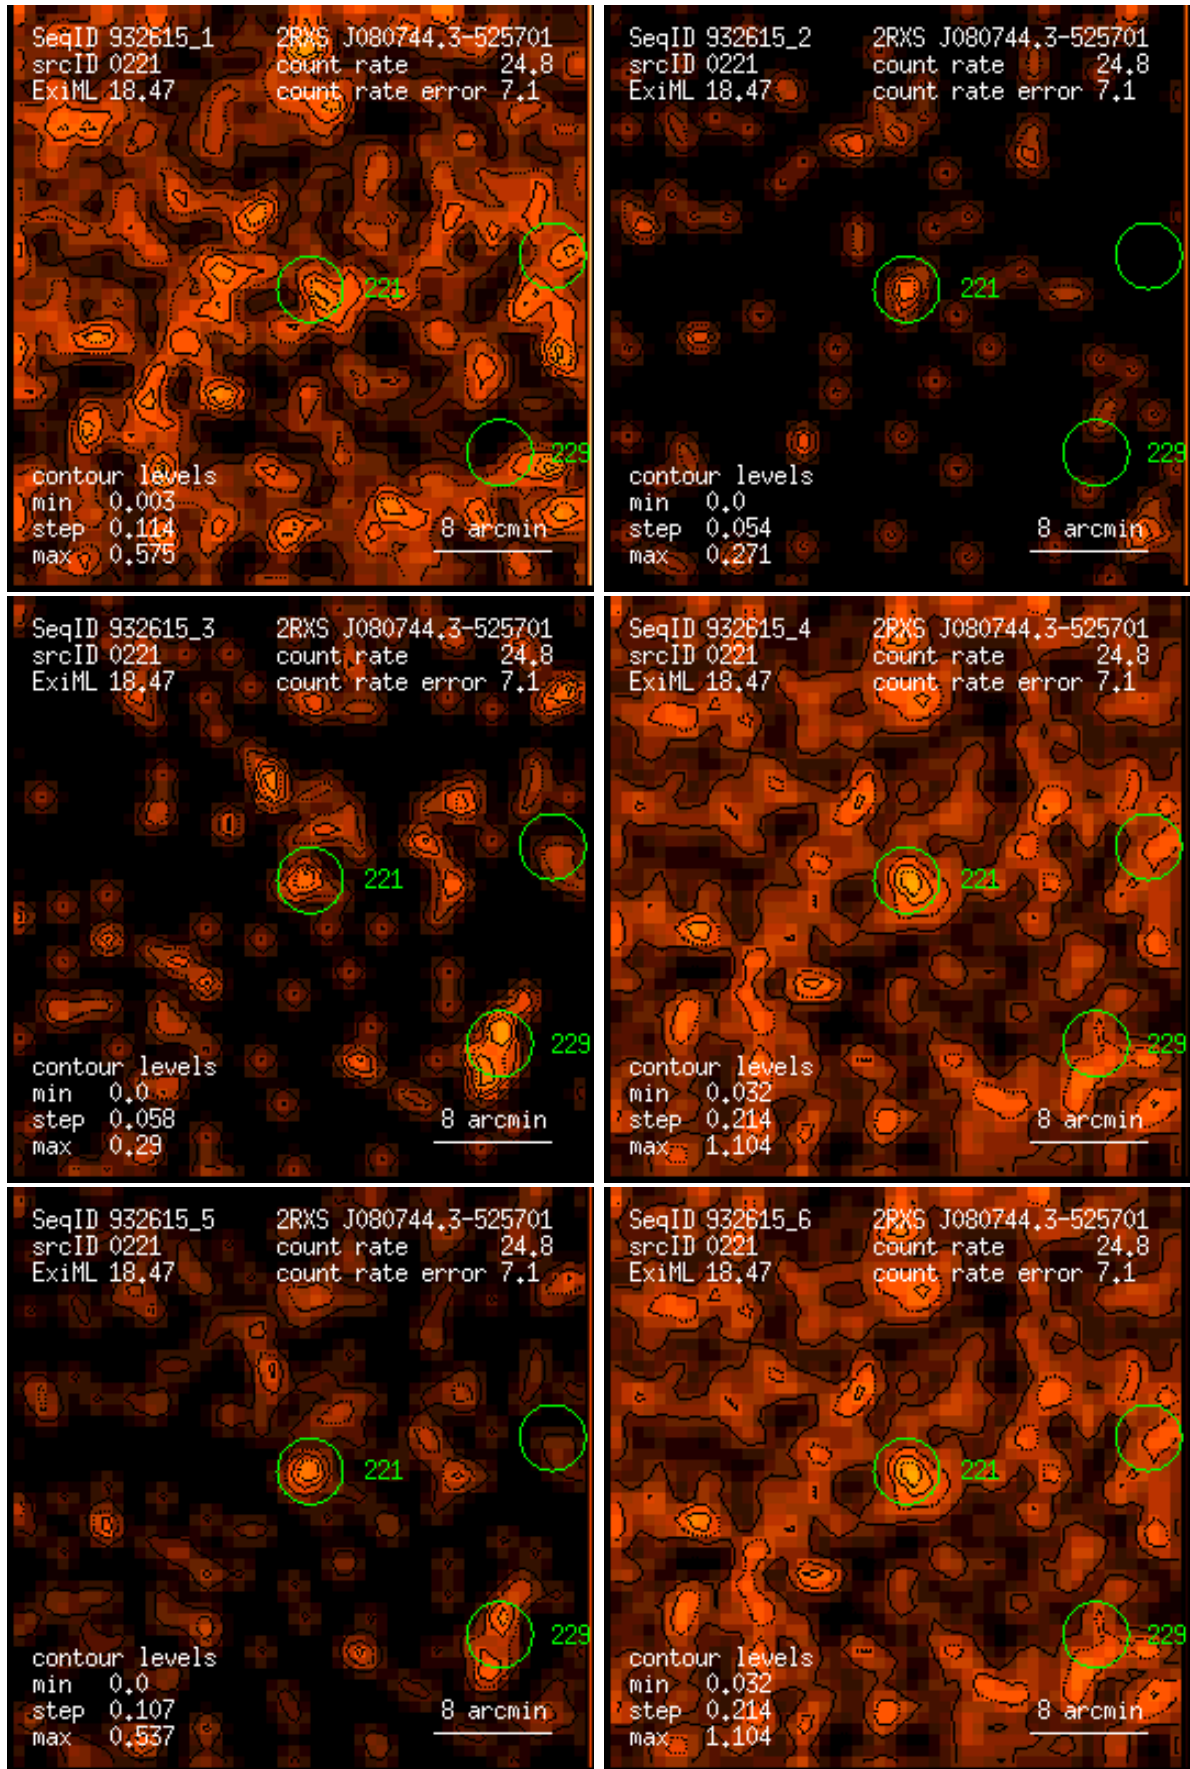 SeqID 932615_1 2RXS J080744.3-525701
srcID 0221 count rate 24.8
ExiML 18.47 count rate error 7.1
221
229
contour levels
min 0.003
step 0.114 8 arcmin
max 0.575
SeqID 932615_2 2RXS J080744.3-525701
srcID 0221 count rate 24.8
ExiML 18.47 count rate error 7.1
221
229
contour levels
min 0.0
step 0.054 8 arcmin
max 0.271
SeqID 932615_3 2RXS J080744.3-525701
srcID 0221 count rate 24.8
ExiML 18.47 count rate error 7.1
221
229
contour levels
min 0.0
step 0.058 8 arcmin
max 0.29
SeqID 932615_4 2RXS J080744.3-525701
srcID 0221 count rate 24.8
ExiML 18.47 count rate error 7.1
221
229
contour levels
min 0.032
step 0.214 8 arcmin
max 1.104
SeqID 932615_5 2RXS J080744.3-525701
srcID 0221 count rate 24.8
ExiML 18.47 count rate error 7.1
221
229
contour levels
min 0.0
step 0.107 8 arcmin
max 0.537
SeqID 932615_6 2RXS J080744.3-525701
srcID 0221 count rate 24.8
ExiML 18.47 count rate error 7.1
221
229
contour levels
min 0.032
step 0.214 8 arcmin
max 1.104